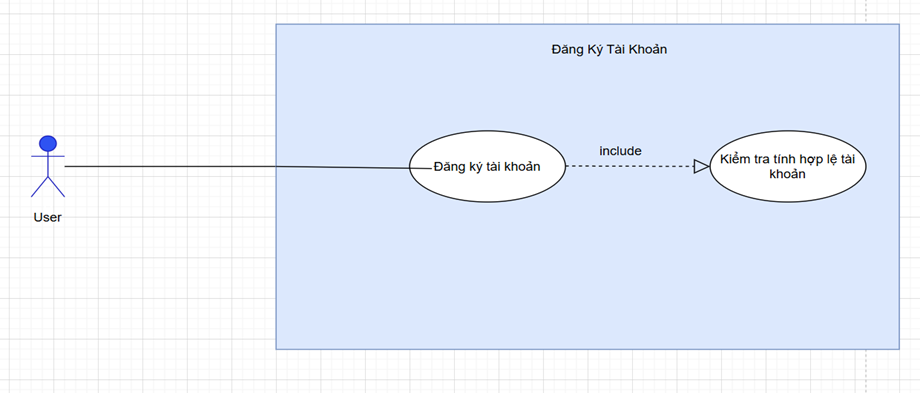 Đăng Ký Tài Khoản
User
Đăng ký tài khoản
include
Kiểm tra tính hợp lệ tài
khoản